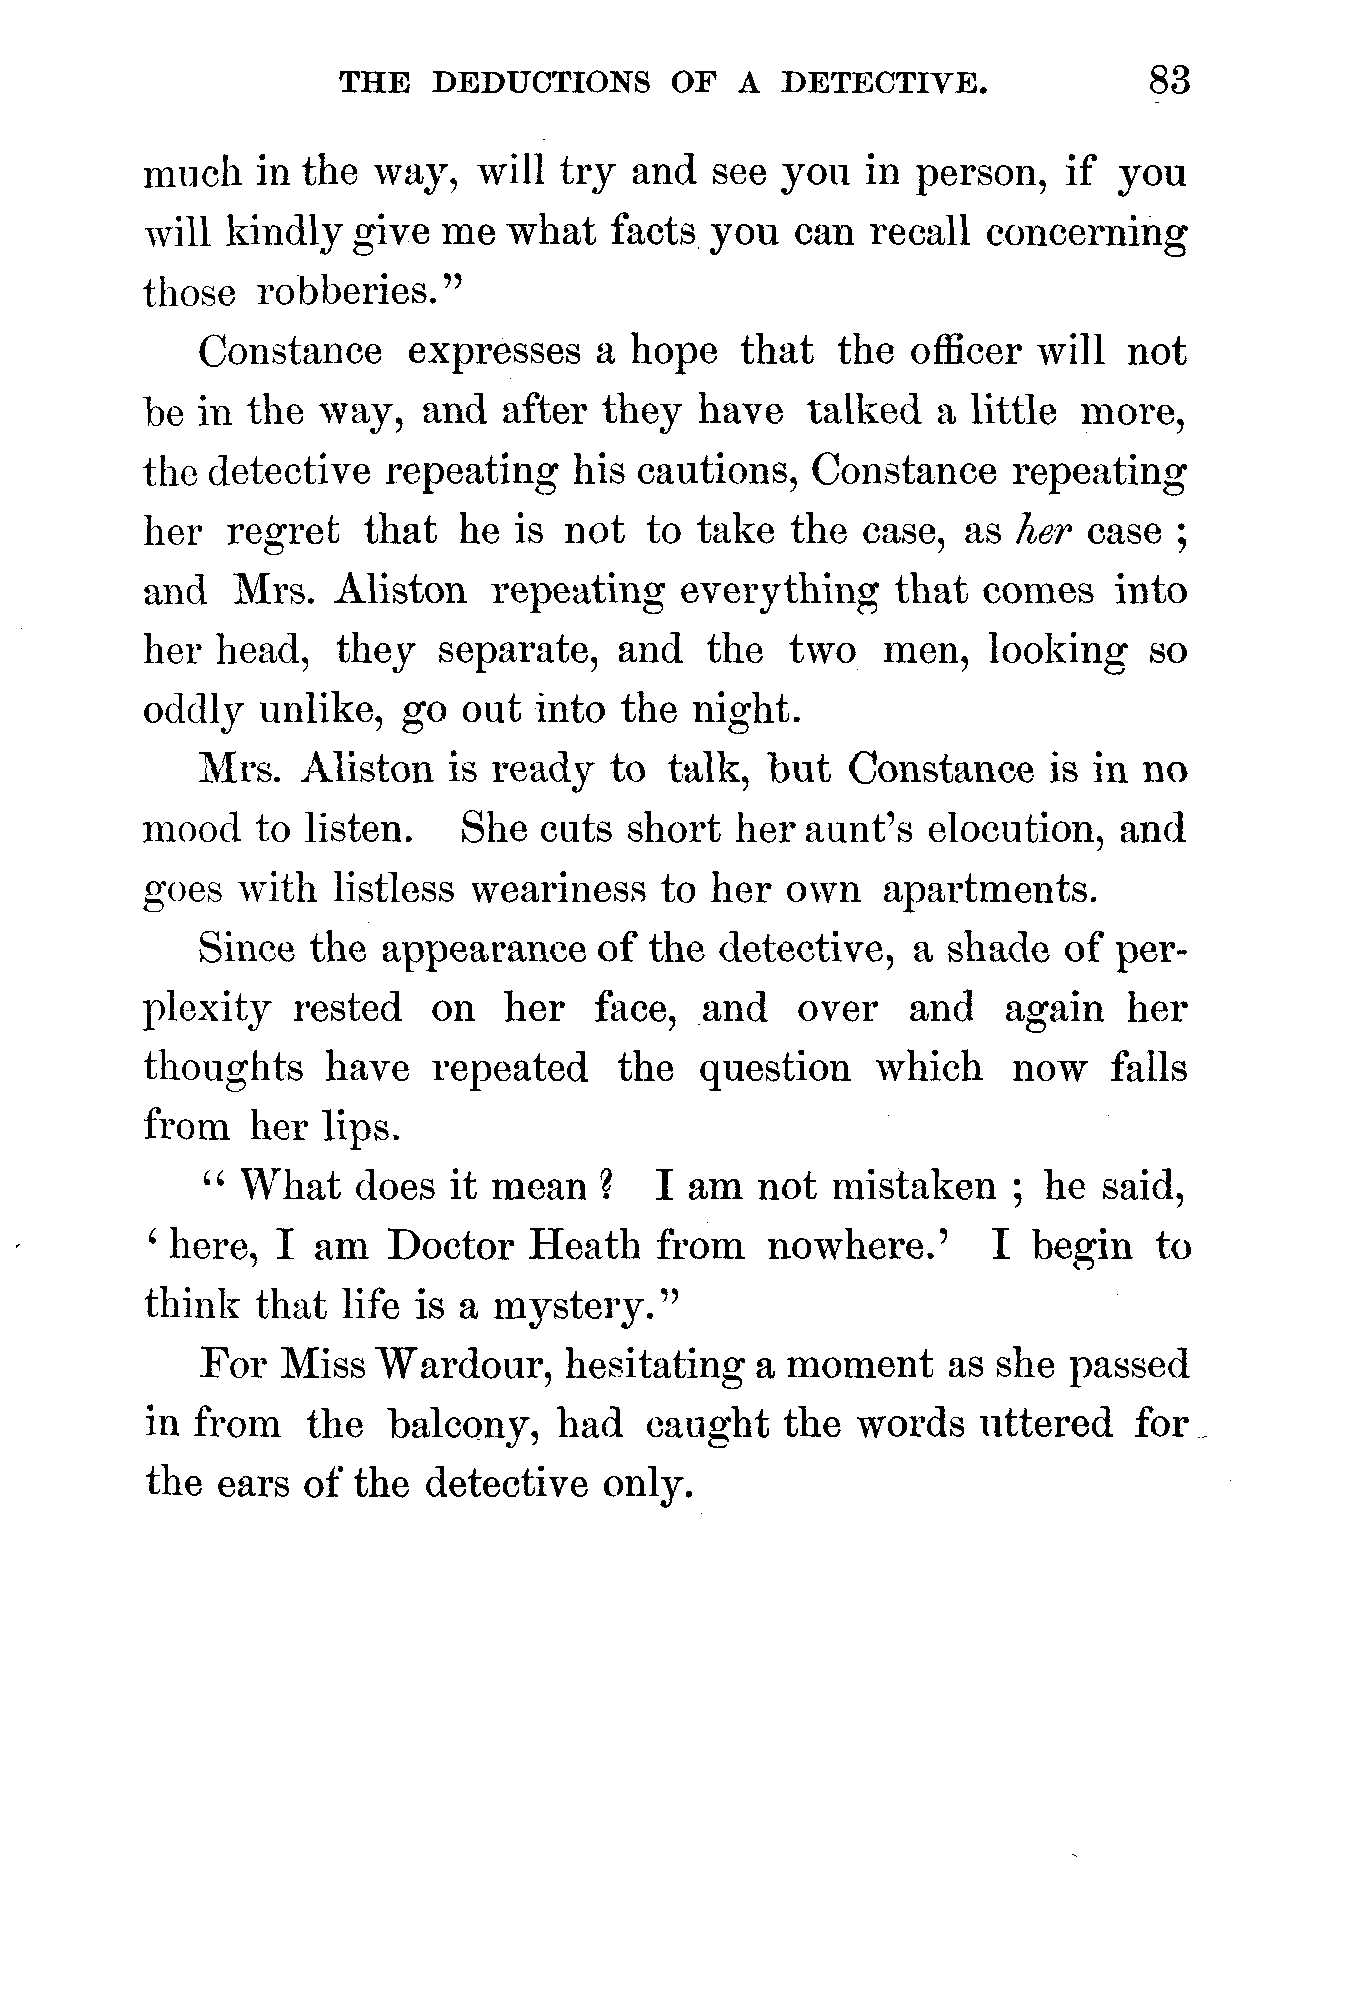 THE DEDUCTIONS OF A DETECTIVE. 83
much in the way, will try and see you in person, if you
will kindly give me what facts you can recall concerning
those robberies."
Constance expresses a hope that the officer will not
be in the way, and after they have talked a little more,
the detective repeating his cautions, Constance repeating
her regret that he is not to take the case, as her case ;
and Mrs. Aliston repeating everything that comes into
her head, they separate, and the two men, looking so
oddly unlike, go out into the night.
Mrs. Aliston is ready to talk, but Constance is in no
mood to listen. She cuts short her aunt's elocution, and
goes with listless weariness to her own apartments.
Since the appearance of the detective, a shade of per-
plexity rested on her face, and over and again her
thoughts have repeated the question which now falls
from her lips.
" What does it mean ? I am not mistaken ; he said,
' here, I am Doctor Heath from nowhere.' I begin to
think that life is a mystery."
For Miss Wardour, hesitating a moment as she passed
in from the balcony, had caught the words uttered for
the ears of the detective only.